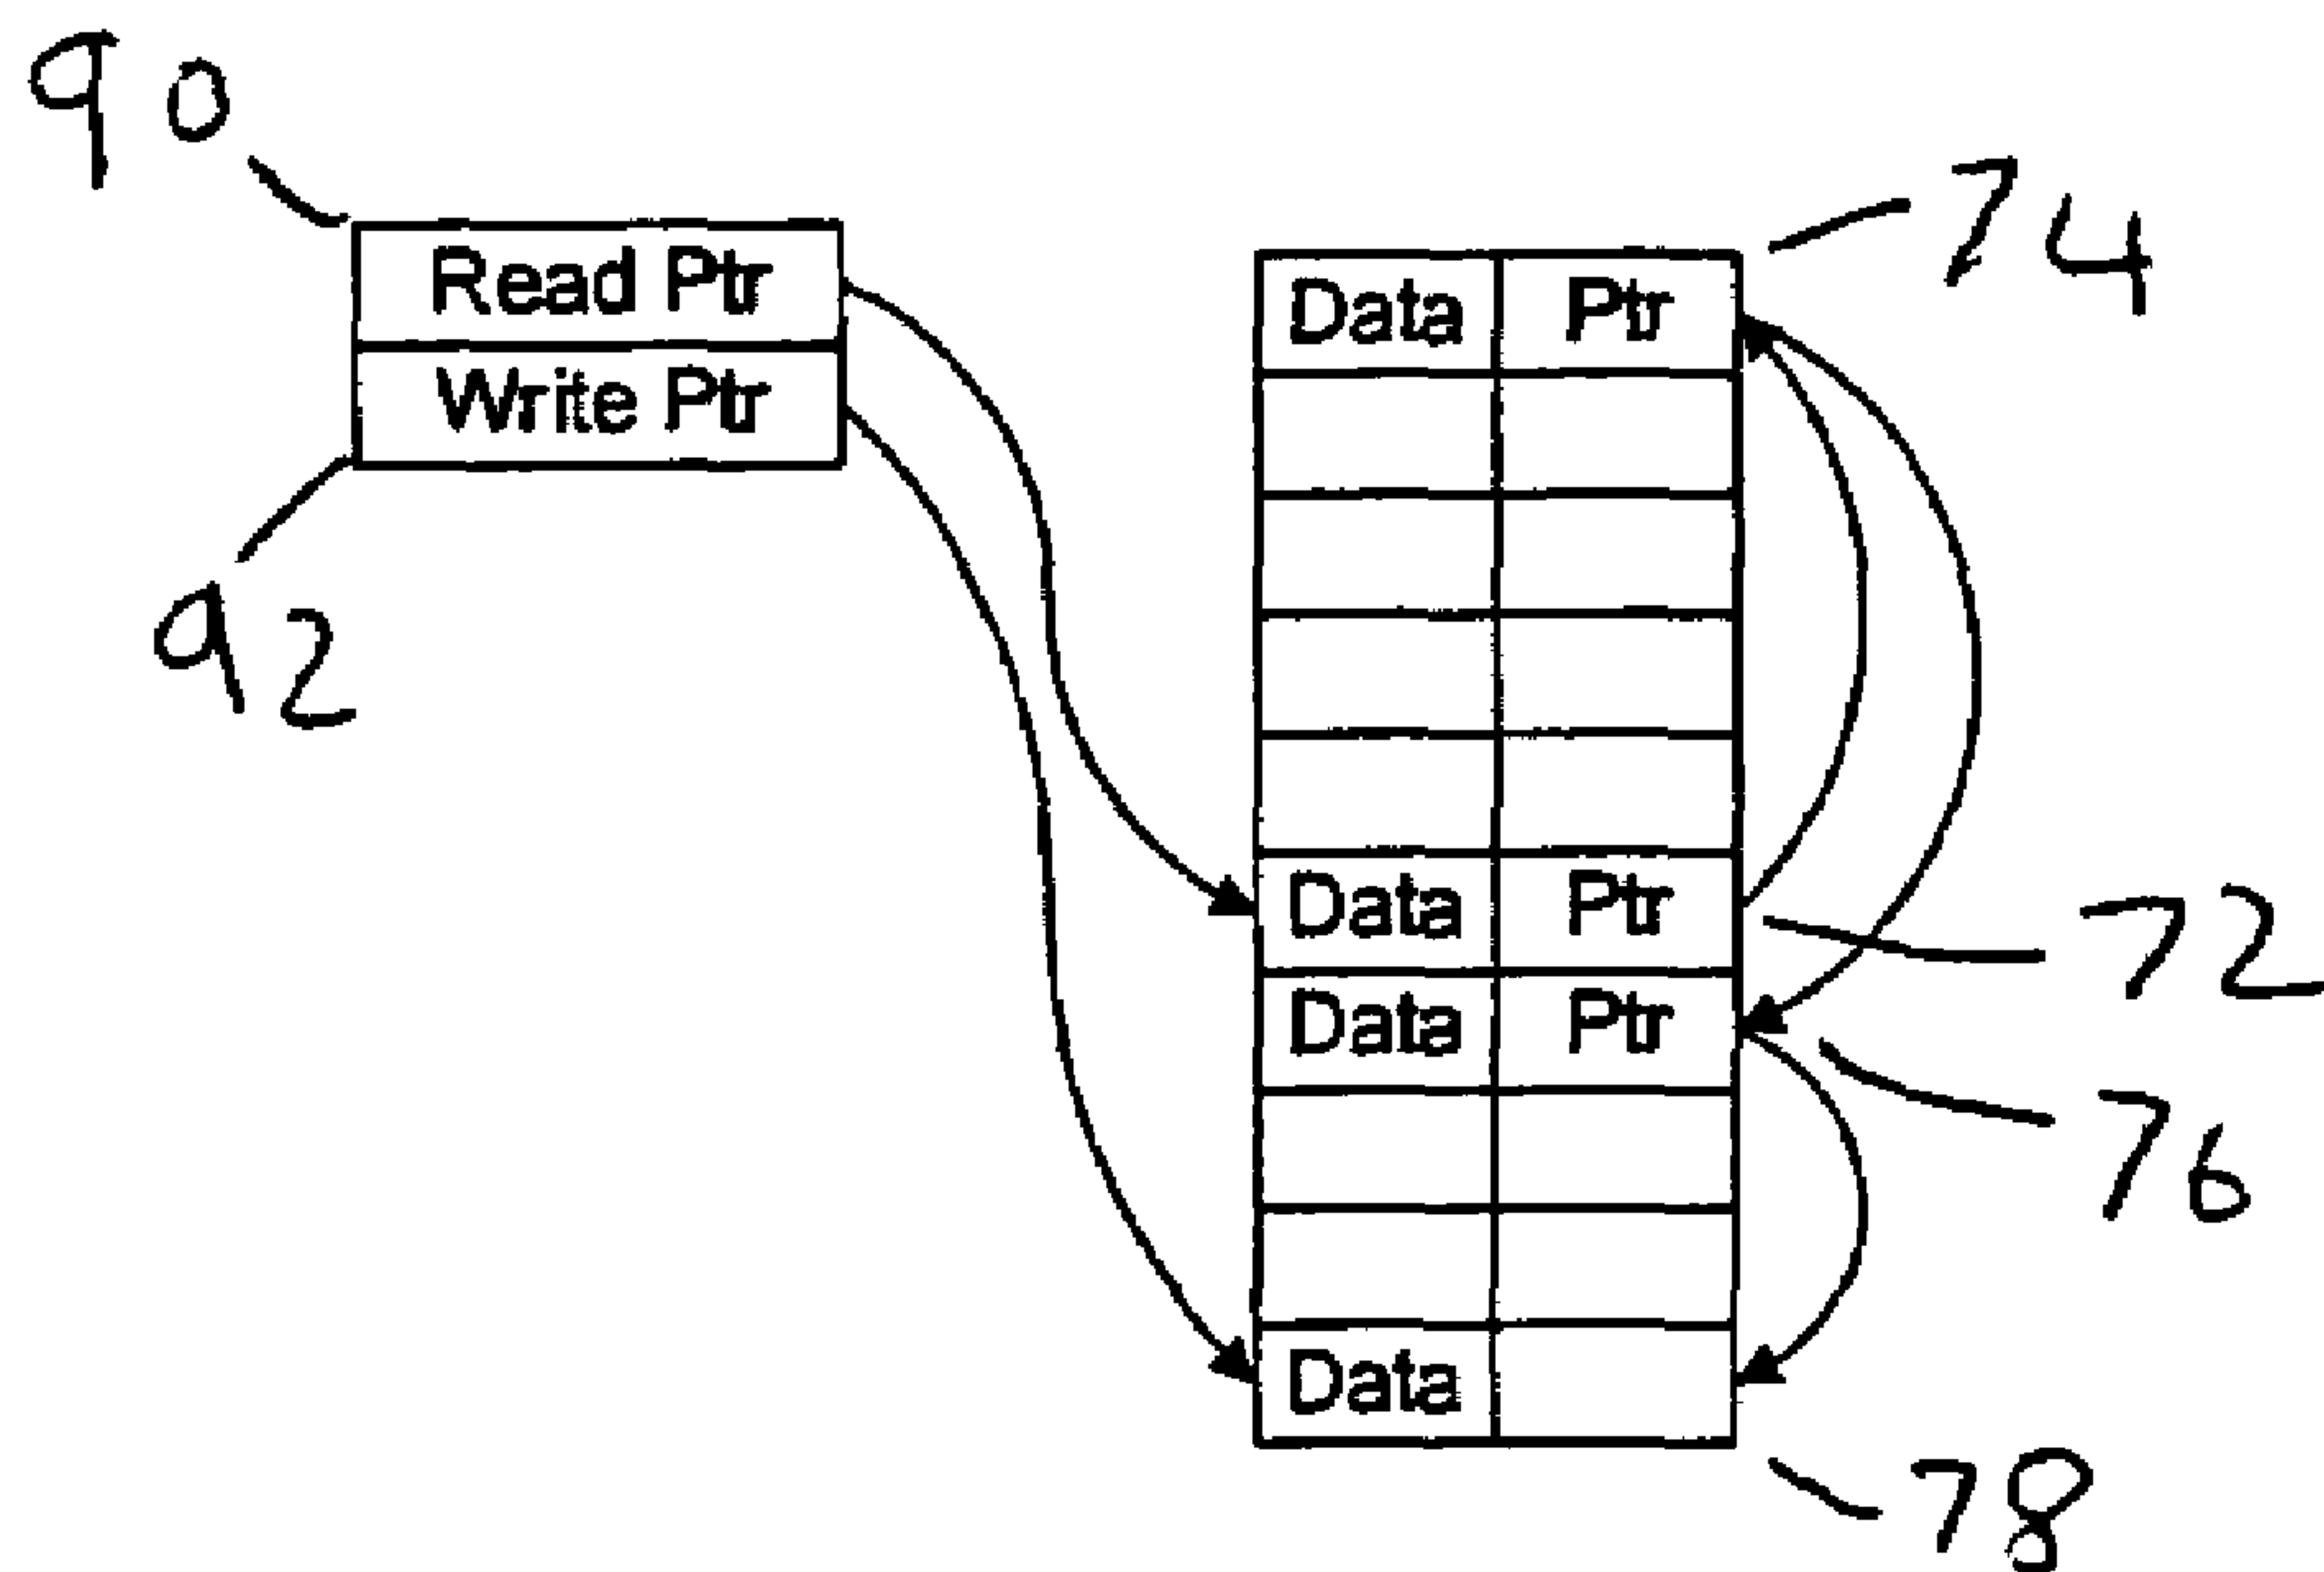 90
Read Ptr
Write Ptr
92
74
Data Ptr
Data Ptr
72
Data Ptr
76
Data
78